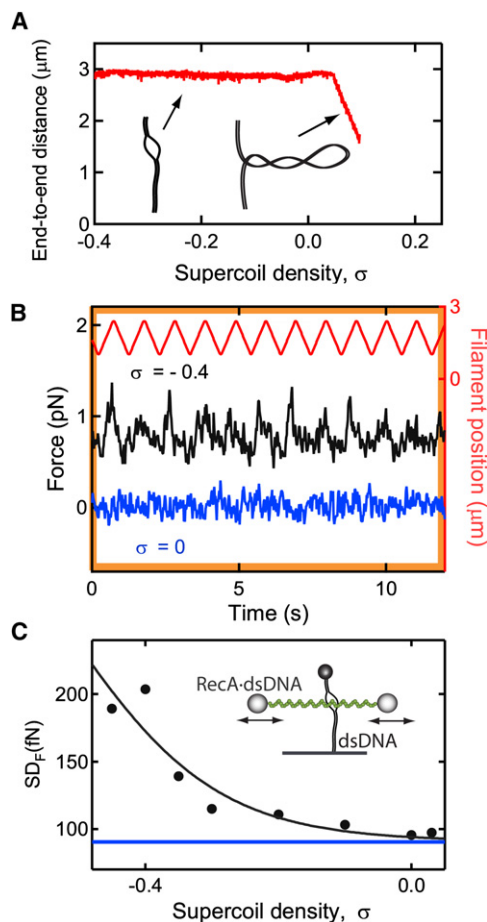 A
End-to-end distance (μm)
3
2
1
0
-0.4
-0.2
0.0
0.2
Supercoil density, σ
B
Force (pN)
2
1
0
σ = - 0.4
σ = 0
3
0
Filament position (μm)
0
5
10
Time (s)
C
SD_F(fN)
200
150
100
RecA·dsDNA
dsDNA
-0.4
0.0
Supercoil density, σ